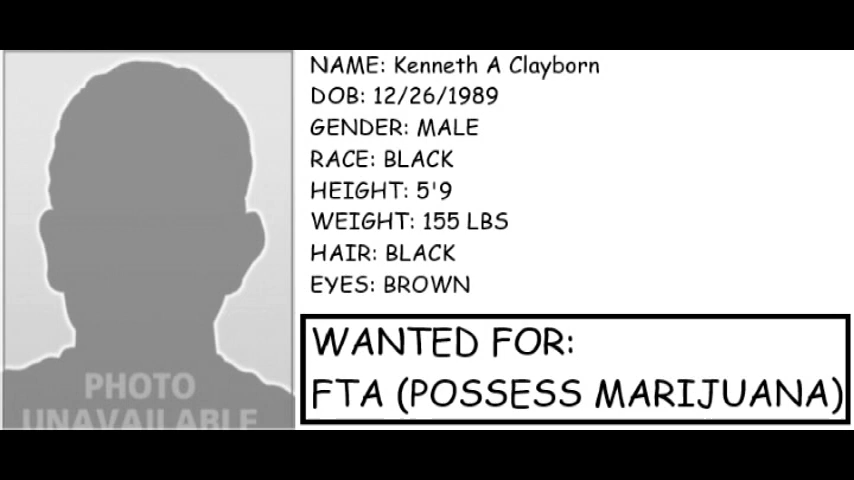 NAME: Kenneth A Clayborn
DOB: 12/26/1989
GENDER: MALE
RACE: BLACK
HEIGHT: 5'9
WEIGHT: 155 LBS
HAIR: BLACK
EYES: BROWN
WANTED FOR:
FTA (POSSESS MARIJUANA)
PHOTO
UNAVAILABLE